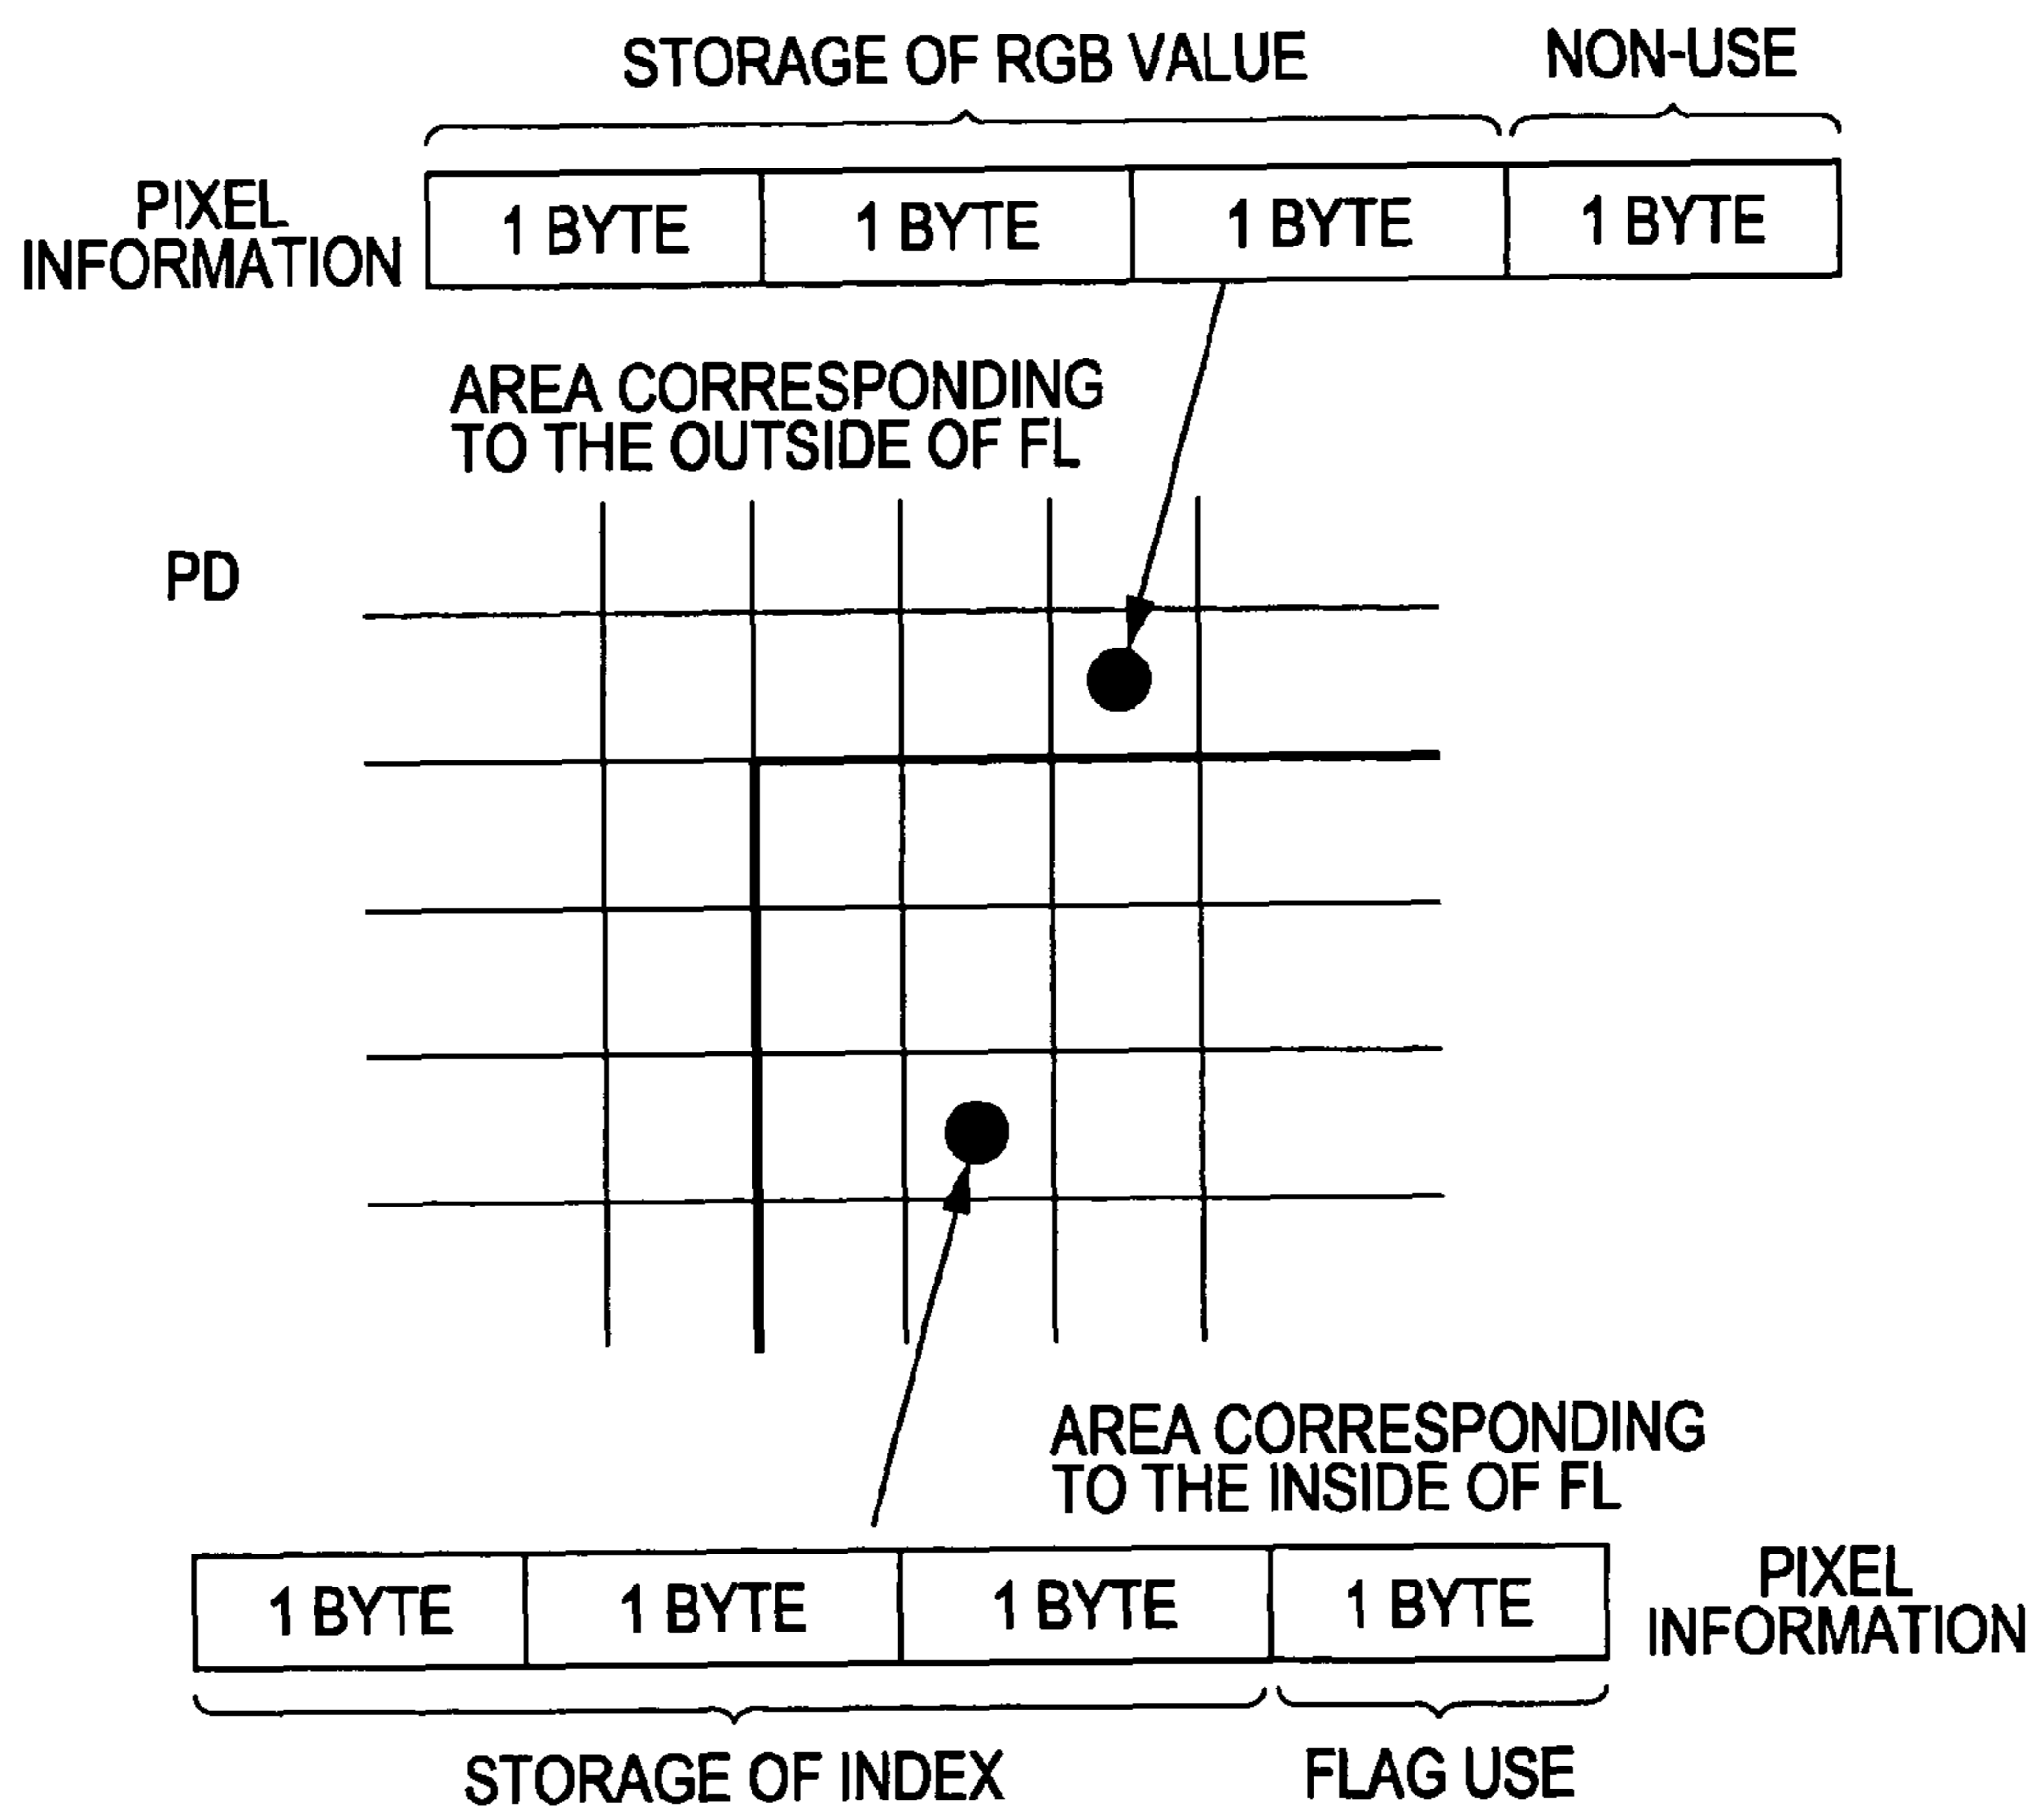 STORAGE OF RGB VALUE
NON-USE
PIXEL
INFORMATION
1 BYTE
1 BYTE
1 BYTE
1 BYTE
AREA CORRESPONDING
TO THE OUTSIDE OF FL
PD
AREA CORRESPONDING
TO THE INSIDE OF FL
1 BYTE
1 BYTE
1 BYTE
1 BYTE
PIXEL
INFORMATION
STORAGE OF INDEX
FLAG USE